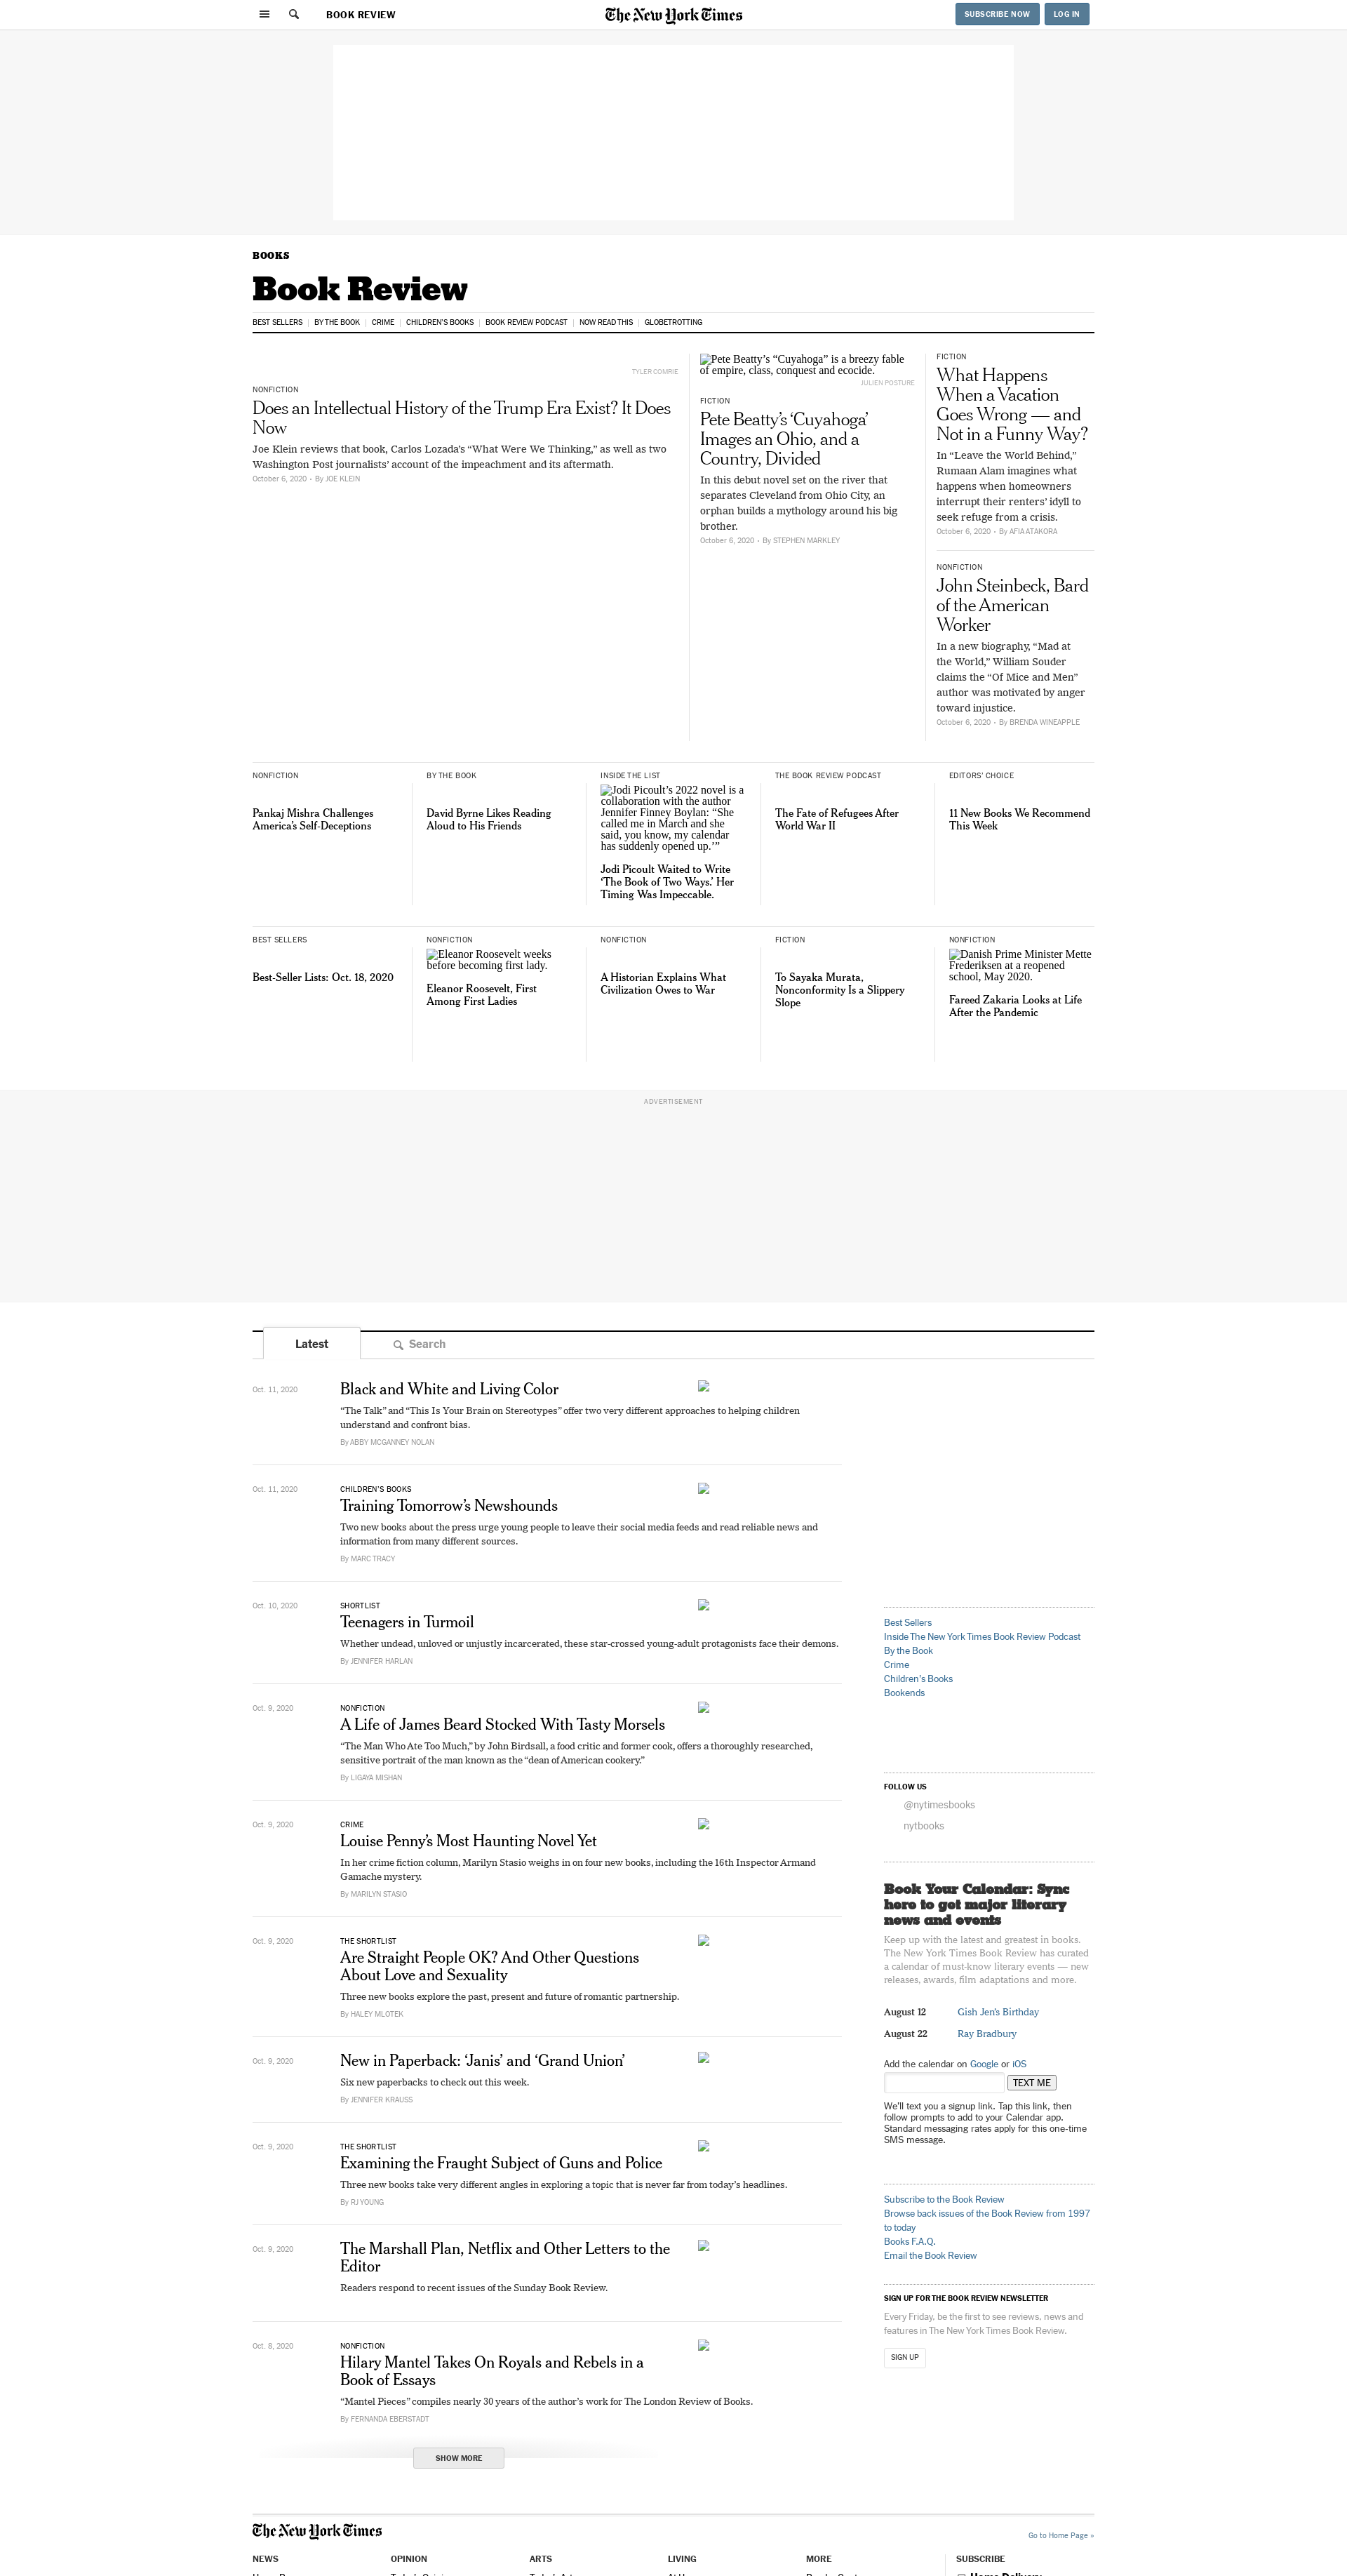 BOOK REVIEW
The New York Times
SUBSCRIBE NOW
LOG IN
BOOKS
Book Review
BEST SELLERS
BY THE BOOK
CRIME
CHILDREN'S BOOKS
BOOK REVIEW PODCAST
NOW READ THIS
GLOBETROTTING
TYLER COMRIE
NONFICTION
Does an Intellectual History of the Trump Era Exist? It Does
Now
Joe Klein reviews that book, Carlos Lozada's “What Were We Thinking,” as well as two
Washington Post journalists’ account of the impeachment and its aftermath.
October 6, 2020 • By JOE KLEIN
Pete Beatty’s “Cuyahoga” is a breezy fable
of empire, class, conquest and ecocide.
JULIEN POSTURE
FICTION
Pete Beatty’s ‘Cuyahoga’
Images an Ohio, and a
Country, Divided
In this debut novel set on the river that
separates Cleveland from Ohio City, an
orphan builds a mythology around his big
brother.
October 6, 2020 • By STEPHEN MARKLEY
FICTION
What Happens
When a Vacation
Goes Wrong — and
Not in a Funny Way?
In “Leave the World Behind,”
Rumaan Alam imagines what
happens when homeowners
interrupt their renters’ idyll to
seek refuge from a crisis.
October 6, 2020 • By AFIA ATAKORA
NONFICTION
John Steinbeck, Bard
of the American
Worker
In a new biography, “Mad at
the World,” William Souder
claims the “Of Mice and Men”
author was motivated by anger
toward injustice.
October 6, 2020 • By BRENDA WINEAPPLE
NONFICTION
Pankaj Mishra Challenges
America’s Self-Deceptions
BY THE BOOK
David Byrne Likes Reading
Aloud to His Friends
INSIDE THE LIST
Jodi Picoult’s 2022 novel is a
collaboration with the author
Jennifer Finney Boylan: “She
called me in March and she
said, you know, my calendar
has suddenly opened up.’”
Jodi Picoult Waited to Write
‘The Book of Two Ways.’ Her
Timing Was Impeccable.
THE BOOK REVIEW PODCAST
The Fate of Refugees After
World War II
EDITORS’ CHOICE
11 New Books We Recommend
This Week
BEST SELLERS
Best-Seller Lists: Oct. 18, 2020
NONFICTION
Eleanor Roosevelt weeks
before becoming first lady.
Eleanor Roosevelt, First
Among First Ladies
NONFICTION
A Historian Explains What
Civilization Owes to War
FICTION
To Sayaka Murata,
Nonconformity Is a Slippery
Slope
NONFICTION
Danish Prime Minister Mette
Frederiksen at a reopened
school, May 2020.
Fareed Zakaria Looks at Life
After the Pandemic
ADVERTISEMENT
Latest
Search
Oct. 11, 2020
Black and White and Living Color
“The Talk” and “This Is Your Brain on Stereotypes” offer two very different approaches to helping children
understand and confront bias.
By ABBY MCGANNEY NOLAN
Oct. 11, 2020
CHILDREN’S BOOKS
Training Tomorrow’s Newshounds
Two new books about the press urge young people to leave their social media feeds and read reliable news and
information from many different sources.
By MARC TRACY
Oct. 10, 2020
SHORTLIST
Teenagers in Turmoil
Whether undead, unloved or unjustly incarcerated, these star-crossed young-adult protagonists face their demons.
By JENNIFER HARLAN
Oct. 9, 2020
NONFICTION
A Life of James Beard Stocked With Tasty Morsels
“The Man Who Ate Too Much,” by John Birdsall, a food critic and former cook, offers a thoroughly researched,
sensitive portrait of the man known as the “dean of American cookery.”
By LIGAYA MISHAN
Oct. 9, 2020
CRIME
Louise Penny’s Most Haunting Novel Yet
In her crime fiction column, Marilyn Stasio weighs in on four new books, including the 16th Inspector Armand
Gamache mystery.
By MARILYN STASIO
Oct. 9, 2020
THE SHORTLIST
Are Straight People OK? And Other Questions
About Love and Sexuality
Three new books explore the past, present and future of romantic partnership.
By HALEY MLOTEK
Oct. 9, 2020
New in Paperback: ‘Janis’ and ‘Grand Union’
Six new paperbacks to check out this week.
By JENNIFER KRAUSS
Oct. 9, 2020
THE SHORTLIST
Examining the Fraught Subject of Guns and Police
Three new books take very different angles in exploring a topic that is never far from today’s headlines.
By RJ YOUNG
Oct. 9, 2020
The Marshall Plan, Netflix and Other Letters to the
Editor
Readers respond to recent issues of the Sunday Book Review.
Oct. 8, 2020
NONFICTION
Hilary Mantel Takes On Royals and Rebels in a
Book of Essays
“Mantel Pieces” compiles nearly 30 years of the author’s work for The London Review of Books.
By FERNANDA EBERSTADT
SHOW MORE
Best Sellers
Inside The New York Times Book Review Podcast
By the Book
Crime
Children’s Books
Bookends
FOLLOW US
@nytimesbooks
nytbooks
Book Your Calendar: Sync
here to get major literary
news and events
Keep up with the latest and greatest in books.
The New York Times Book Review has curated
a calendar of must-know literary events — new
releases, awards, film adaptations and more.
August 12 Gish Jen's Birthday
August 22 Ray Bradbury
Add the calendar on Google or iOS
TEXT ME
We’ll text you a signup link. Tap this link, then
follow prompts to add to your Calendar app.
Standard messaging rates apply for this one-time
SMS message.
Subscribe to the Book Review
Browse back issues of the Book Review from 1997
to today
Books F.A.Q.
Email the Book Review
SIGN UP FOR THE BOOK REVIEW NEWSLETTER
Every Friday, be the first to see reviews, news and
features in The New York Times Book Review.
SIGN UP
The New York Times
Go to Home Page »
NEWS
OPINION
ARTS
LIVING
MORE
SUBSCRIBE